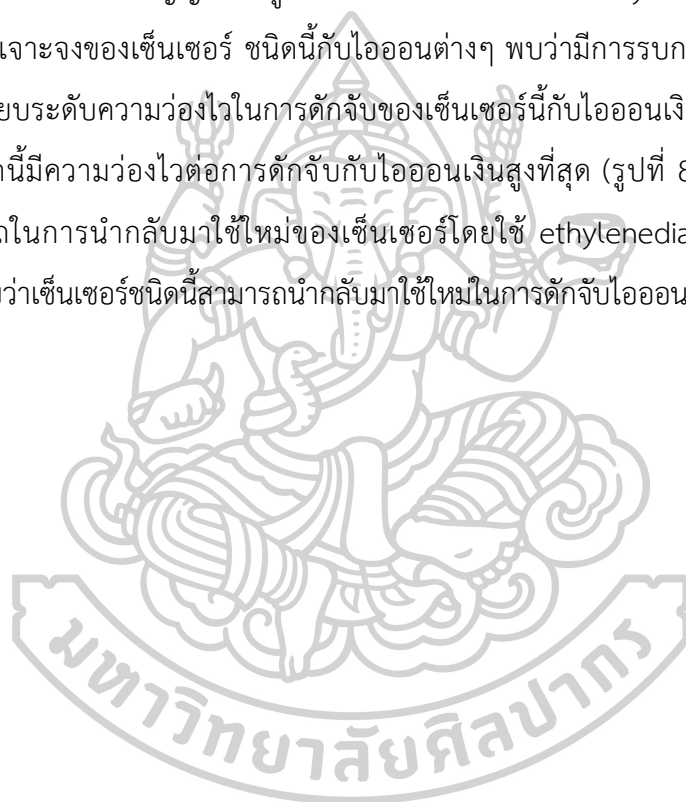 เจาะจงของเซ็นเซอร์ ชนิดนี้กับไอออนต่างๆ พบว่ามีการรบก
ยบระดับความว่องไวในการดักจับของเซ็นเซอร์นี้กับไอออนเงิ
านี้มีความว่องไวต่อการดักจับกับไอออนเงินสูงที่สุด (รูปที่ 8
ถในการนำกลับมาใช้ใหม่ของเซ็นเซอร์โดยใช้ ethylenedia
ว่าเซ็นเซอร์ชนิดนี้สามารถนำกลับมาใช้ใหม่ในการดักจับไอออน
มหาวิทยาลัยศิลปากร